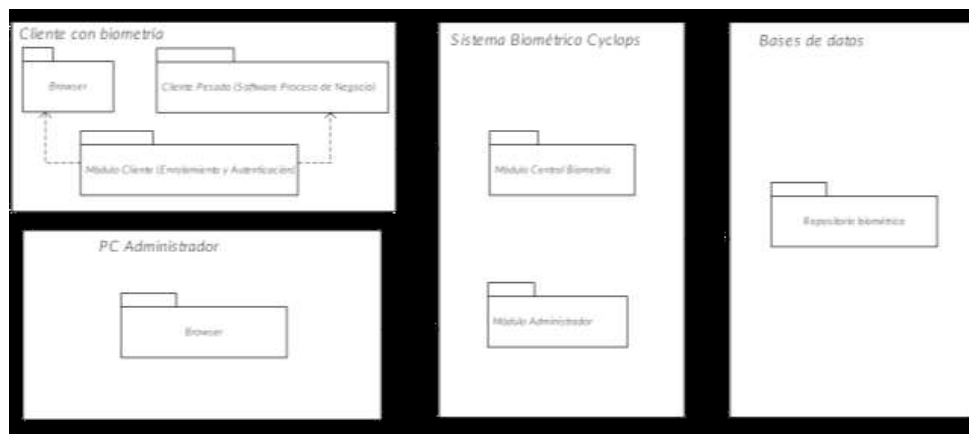 Cliente con biometría
Browser
Cliente Pesado (Software Proceso de Negocio)
Módulo Cliente (Enrolamiento y Autenticación)
PC Administrador
Browser
Sistema Biométrico Cyclops
Módulo Central Biometría
Módulo Administrador
Bases de datos
Repositorio biométrico